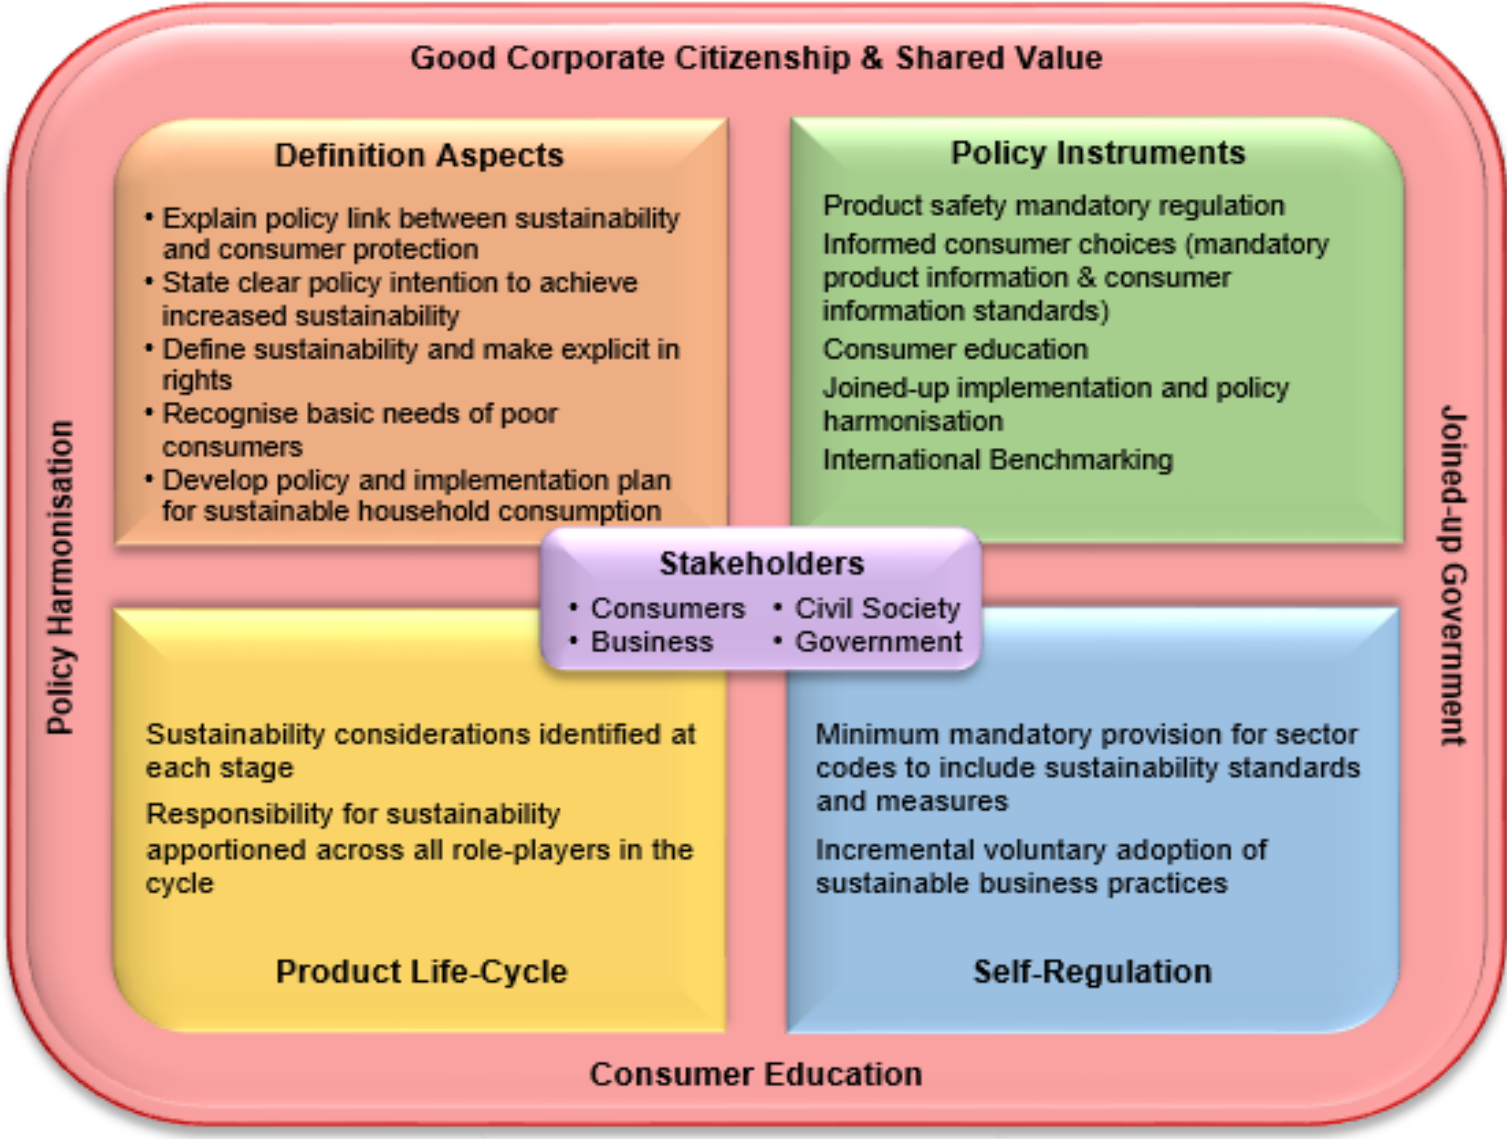 Good Corporate Citizenship & Shared Value
Definition Aspects
• Explain policy link between sustainability
and consumer protection
• State clear policy intention to achieve
increased sustainability
• Define sustainability and make explicit in
rights
• Recognise basic needs of poor
consumers
• Develop policy and implementation plan
for sustainable household consumption
Policy Instruments
Product safety mandatory regulation
Informed consumer choices (mandatory
product information & consumer
information standards)
Consumer education
Joined-up implementation and policy
harmonisation
International Benchmarking
Policy Harmonisation
Joined-up Government
Stakeholders
• Consumers • Civil Society
• Business • Government
Sustainability considerations identified at
each stage
Responsibility for sustainability
apportioned across all role-players in the
cycle
Product Life-Cycle
Minimum mandatory provision for sector
codes to include sustainability standards
and measures
Incremental voluntary adoption of
sustainable business practices
Self-Regulation
Consumer Education